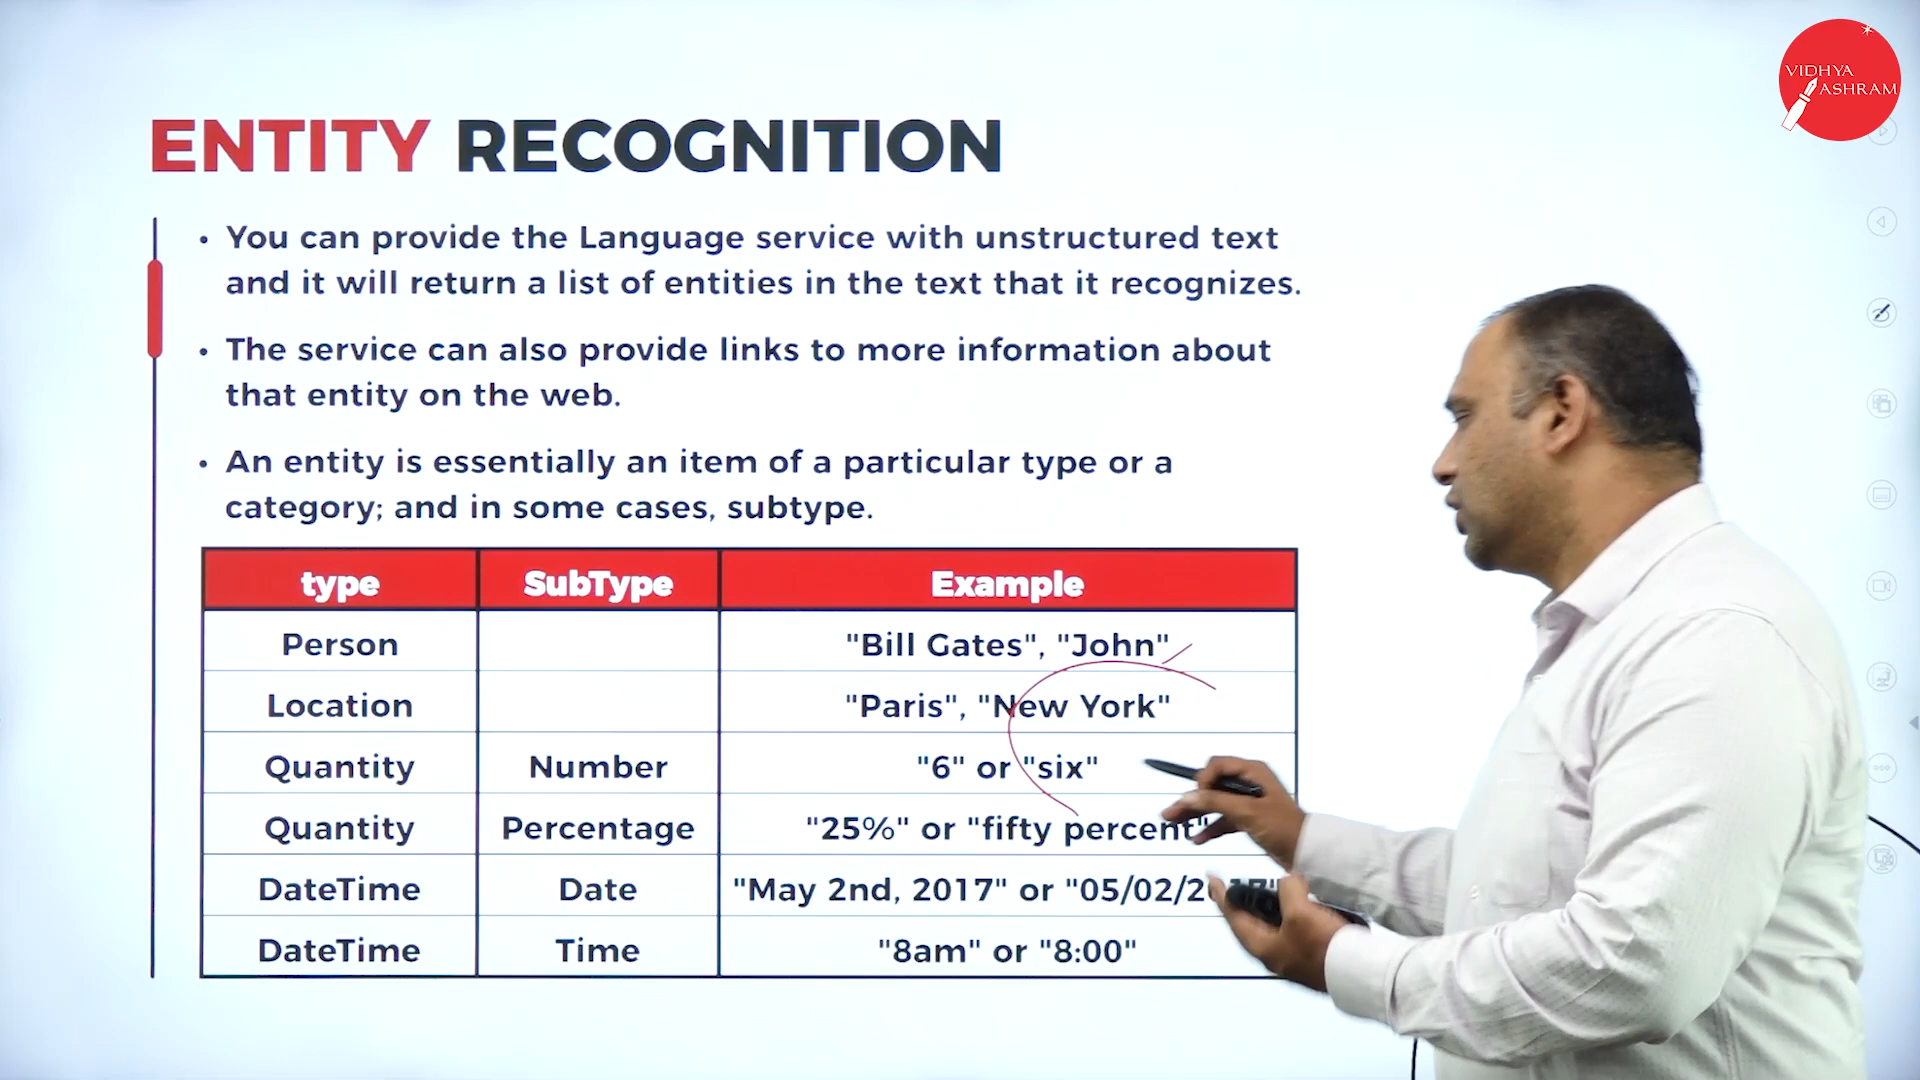 VIDHYA
ASHRAM
ENTITY RECOGNITION
• You can provide the Language service with unstructured text
and it will return a list of entities in the text that it recognizes.
• The service can also provide links to more information about
that entity on the web.
• An entity is essentially an item of a particular type or a
category; and in some cases, subtype.
type SubType Example
Person "Bill Gates", "John"
Location "Paris", "New York"
Quantity Number "6" or "six"
Quantity Percentage "25%" or "fifty percent"
DateTime Date "May 2nd, 2017" or "05/02/2017"
DateTime Time "8am" or "8:00"